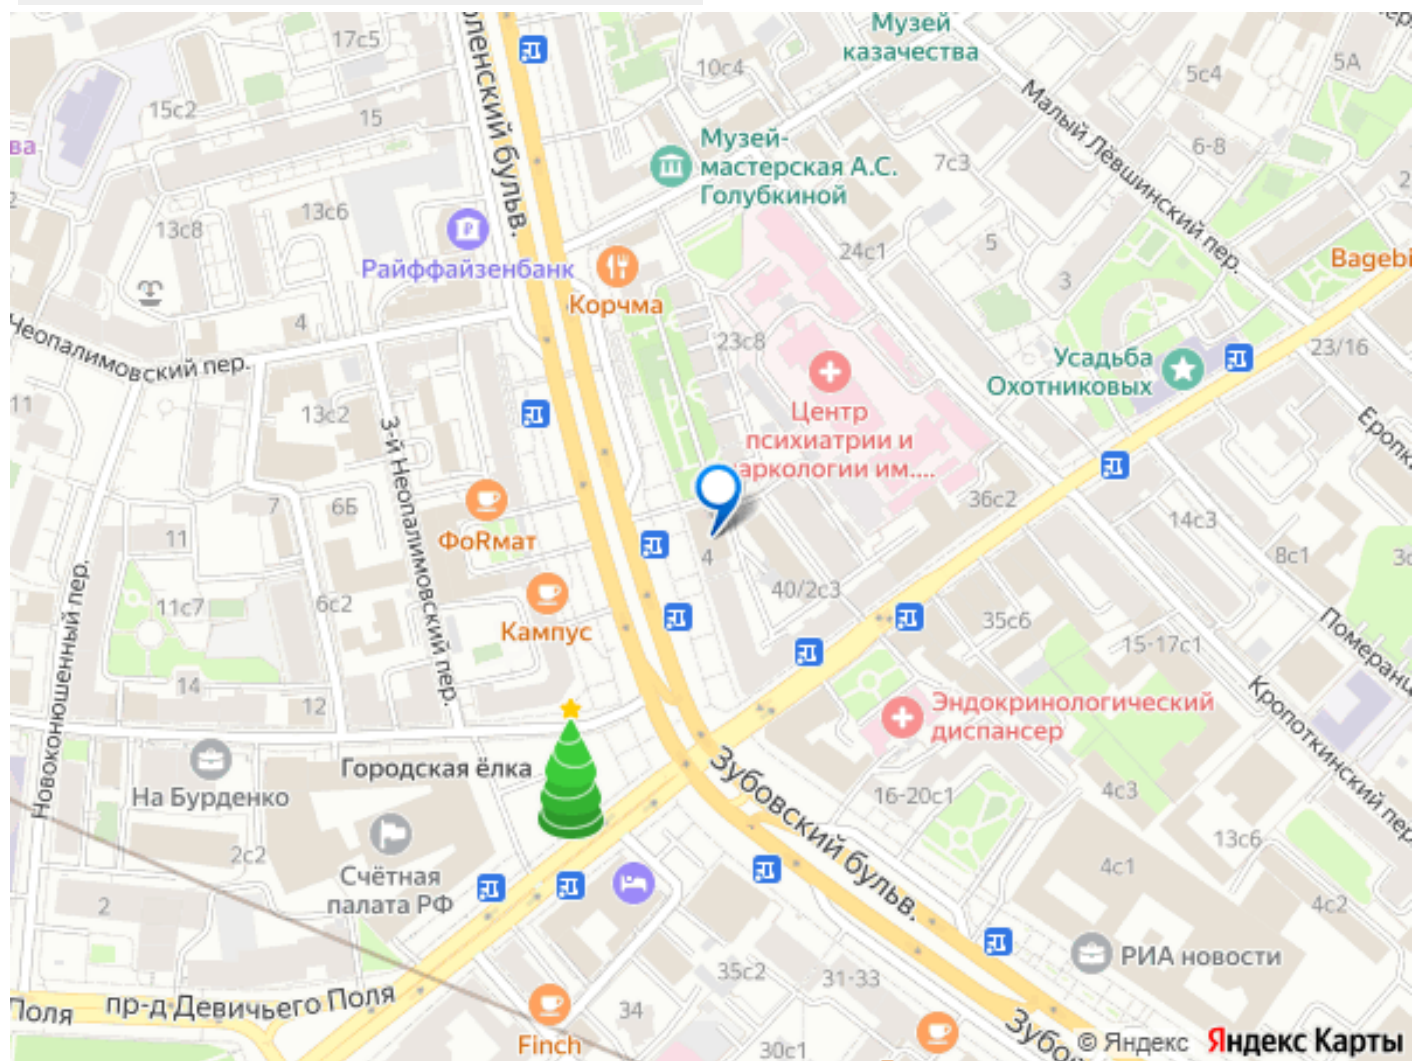 Музей
казачества
17с5
оленский бульв.
10с4
5с4
5А
15с2
15
Малый Лёвшинский пер.
ва
Музей-
мастерская А.С.
Голубкиной
7с3
6-8
2
13с6
13с8
24с1
5
3
Bagebi
Райффайзенбанк
Корчма
4
Неопалимовский пер.
23с8
Усадьба
Охотниковых
23/16
11
13с2
3-й Неопалимовский пер.
Центр
психиатрии и
аркологии им....
Еропк
7
6Б
36с2
14с3
11
ФоRмат
4
8с1
Новоконюшенный пер.
11с7
6с2
Кампус
40/2с3
35с6
15-17с1
Померанц
14
12
Эндокринологический
диспансер
Кропоткинский пер.
Городская ёлка
На Бурденко
Зубовский бульв.
16-20с1
4с3
13с6
2с2
Счётная
палата РФ
4с1
2
4с2
РИА новости
35с2
31-33
Поля
пр-д Девичьего Поля
34
Finch
30с1
Зубо
© Яндекс
Яндекс Карты